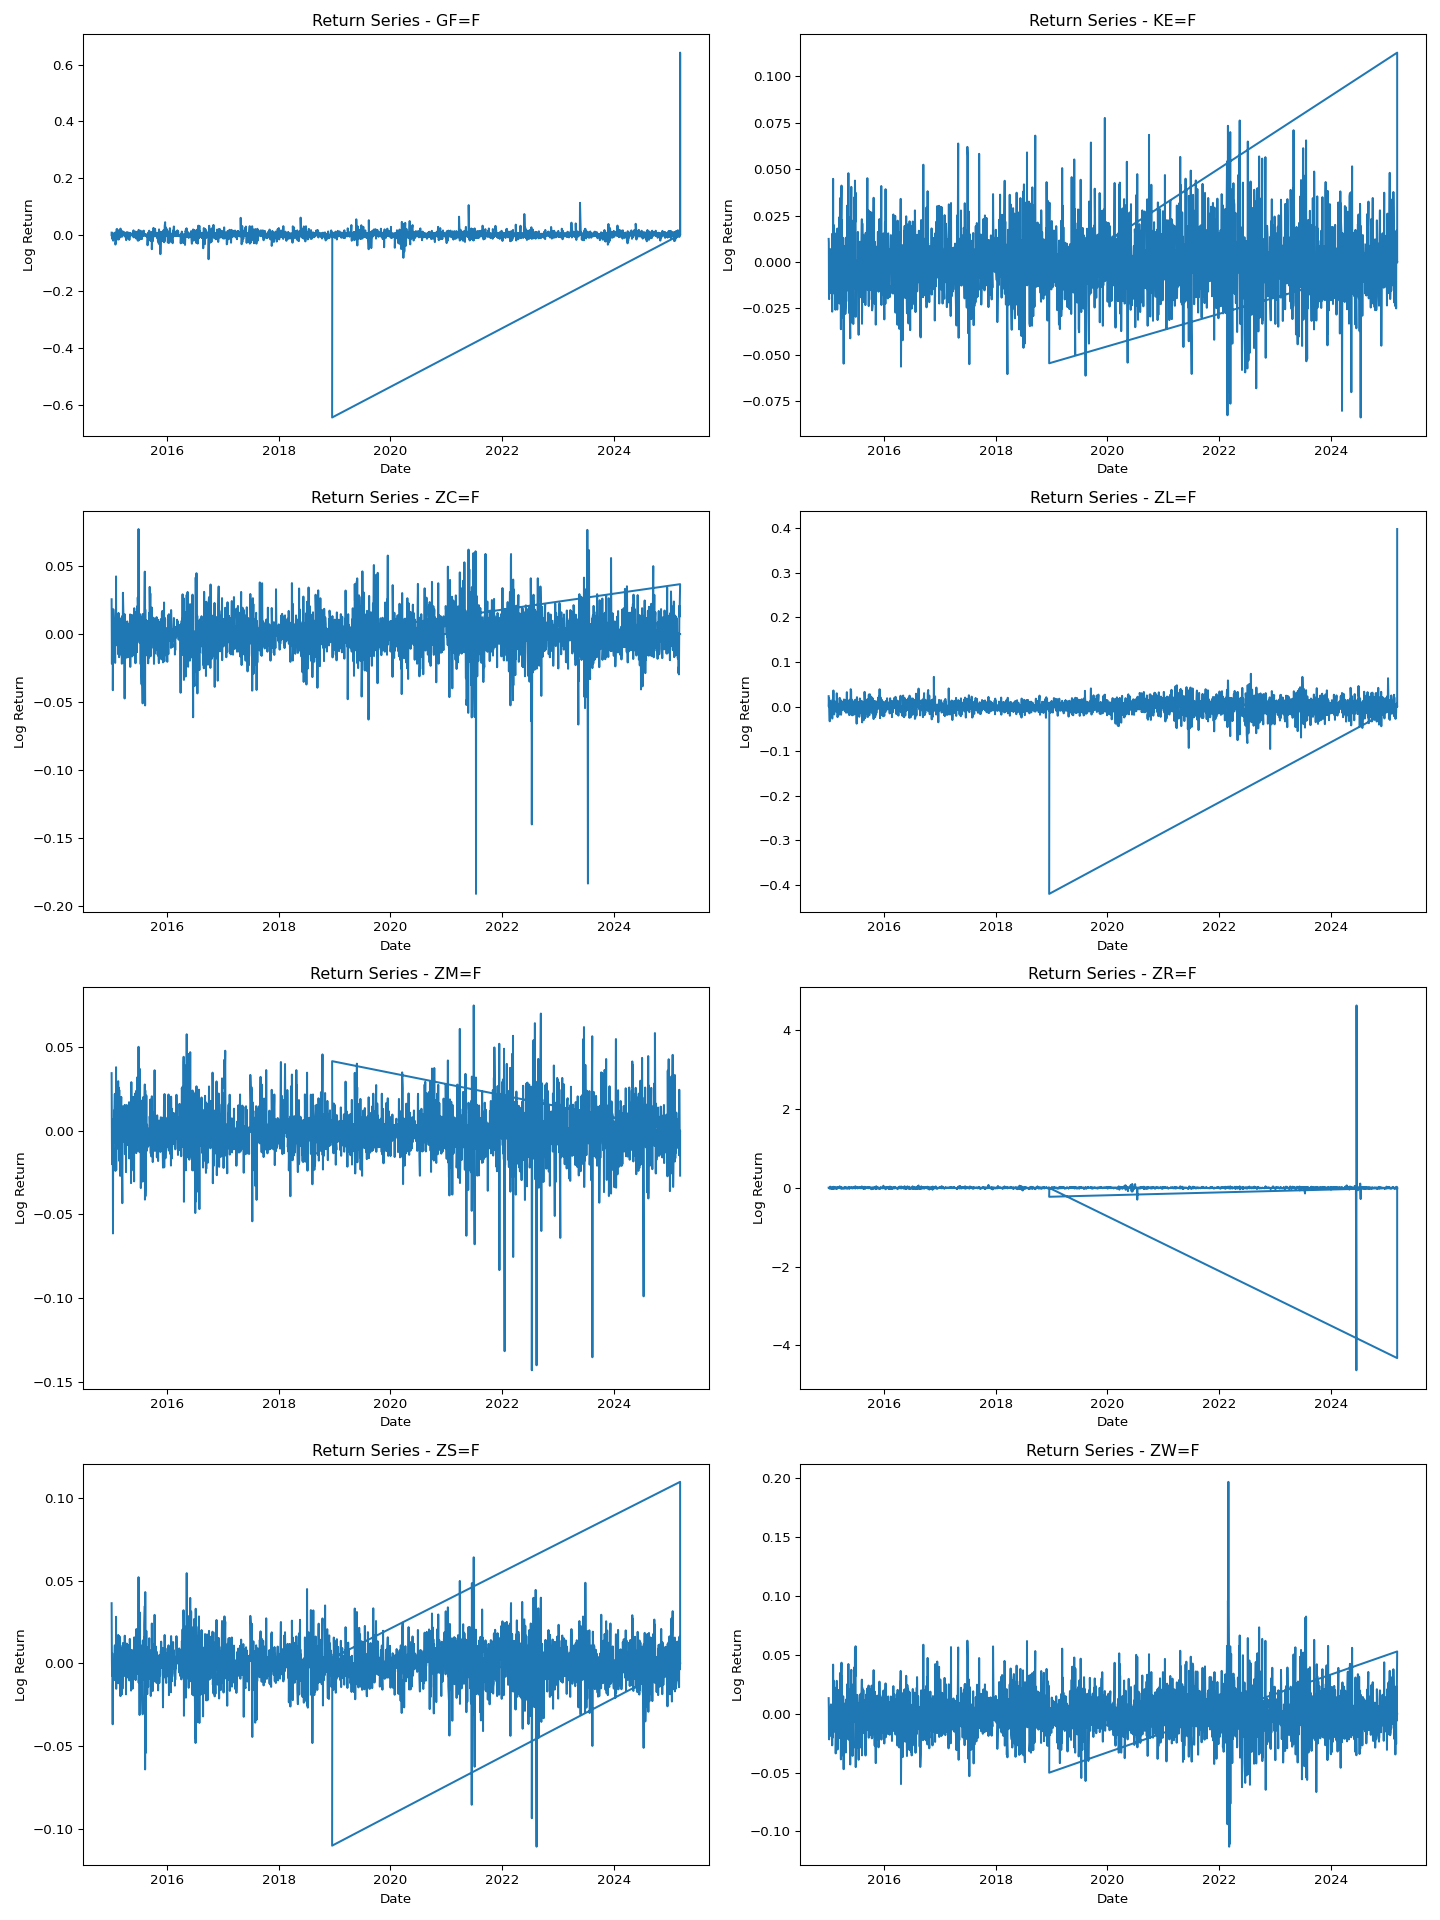 Return Series - GF=F
Log Return
0.6
0.4
0.2
0.0
−0.2
−0.4
−0.6
2016 2018 2020 2022 2024
Date
Return Series - KE=F
Log Return
0.100
0.075
0.050
0.025
0.000
−0.025
−0.050
−0.075
2016 2018 2020 2022 2024
Date
Return Series - ZC=F
Log Return
0.05
0.00
−0.05
−0.10
−0.15
−0.20
2016 2018 2020 2022 2024
Date
Return Series - ZL=F
Log Return
0.4
0.3
0.2
0.1
0.0
−0.1
−0.2
−0.3
−0.4
2016 2018 2020 2022 2024
Date
Return Series - ZM=F
Log Return
0.05
0.00
−0.05
−0.10
−0.15
2016 2018 2020 2022 2024
Date
Return Series - ZR=F
Log Return
4
2
0
−2
−4
2016 2018 2020 2022 2024
Date
Return Series - ZS=F
Log Return
0.10
0.05
0.00
−0.05
−0.10
2016 2018 2020 2022 2024
Date
Return Series - ZW=F
Log Return
0.20
0.15
0.10
0.05
0.00
−0.05
−0.10
2016 2018 2020 2022 2024
Date